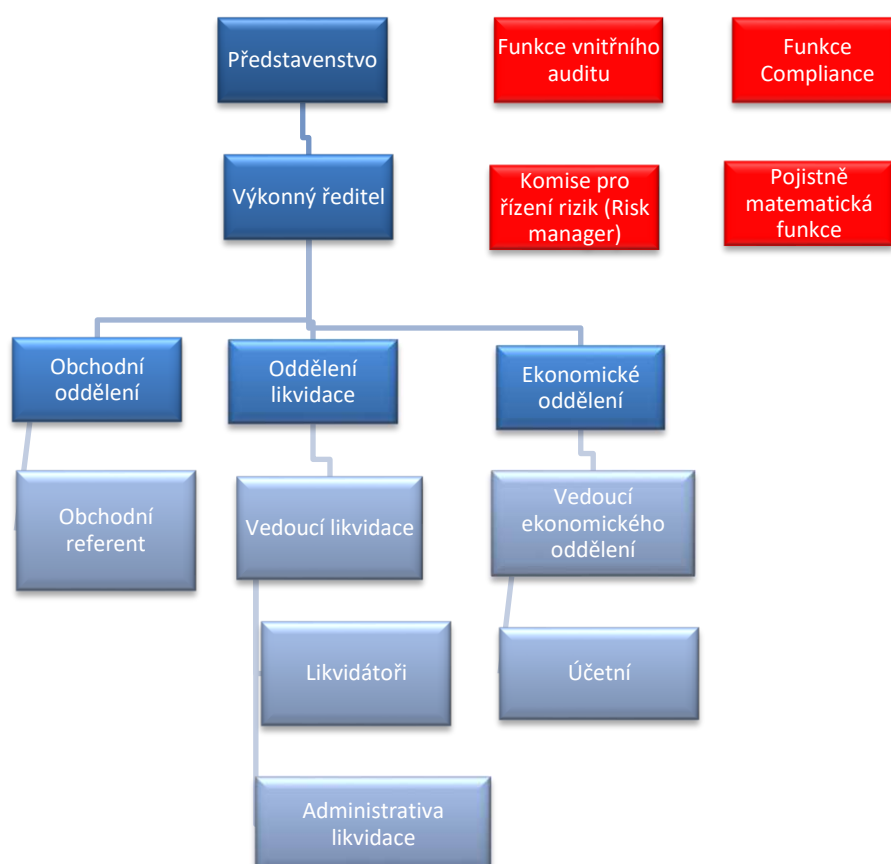 Představenstvo
Funkce vnitřního
auditu
Funkce
Compliance
Výkonný ředitel
Komise pro
řízení rizik (Risk
manager)
Pojistně
matematická
funkce
Obchodní
oddělení
Oddělení
likvidace
Ekonomické
oddělení
Obchodní
referent
Vedoucí likvidace
Vedoucí
ekonomického
oddělení
Likvidátoři
Účetní
Administrativa
likvidace